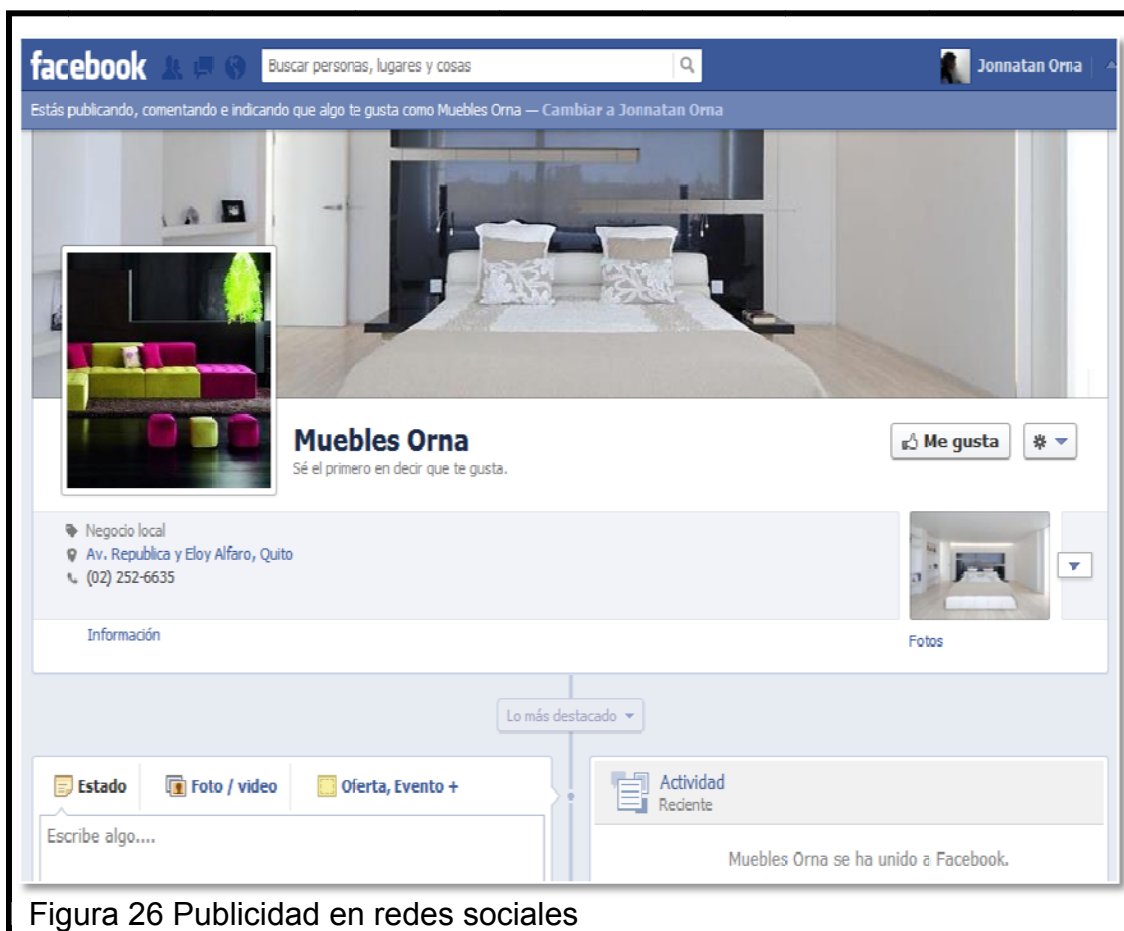 facebook
Buscar personas, lugares y cosas
Jonnatan Orna
Estás publicando, comentando e indicando que algo te gusta como Muebles Orna — Cambiar a Jonnatan Orna
Muebles Orna
Sé el primero en decir que te gusta.
Me gusta
Negocio local
Av. Republica y Eloy Alfaro, Quito
(02) 252-6635
Información
Fotos
Lo más destacado
Estado
Foto / video
Oferta, Evento +
Escribe algo....
Actividad
Reciente
Muebles Orna se ha unido a Facebook.
Figura 26 Publicidad en redes sociales